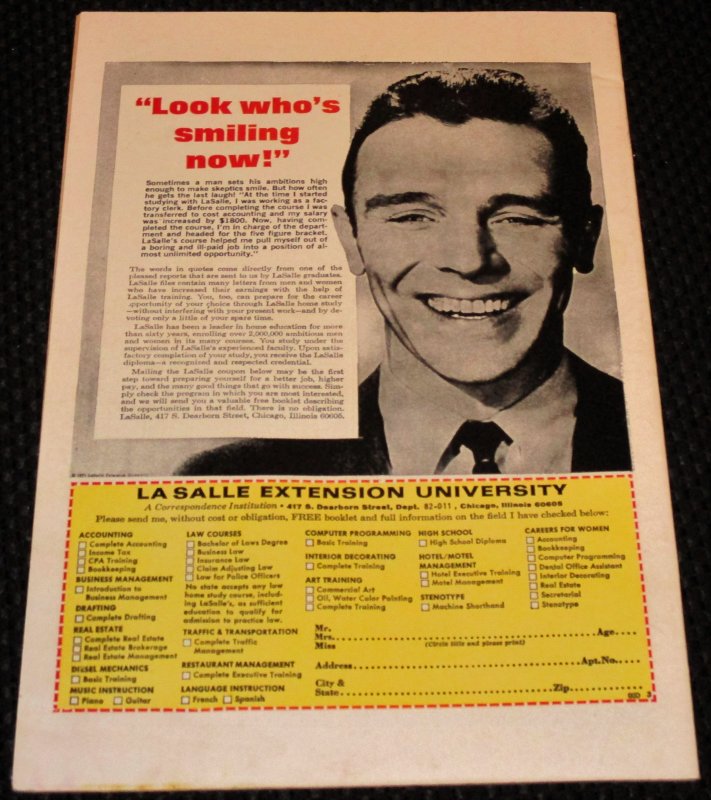 “Look who’s
smiling
now!”
Sometimes a man sets his ambitions high
enough to make skeptics smile. But how often
he gets the last laugh! "At the time I started
studying with LaSalle, I was working as a fac-
tory clerk. Before completing the course I was
transferred to cost accounting and my salary
was increased by $1800. Now, having com-
pleted the course, I'm in charge of the depart-
ment and headed for the five figure bracket.
LaSalle's course helped me pull myself out of
a boring and ill-paid job into a position of al-
most unlimited opportunity."
The words in quotes come directly from one of the
pleased reports that are sent to us by LaSalle graduates.
LaSalle files contain many letters from men and women
who have increased their earnings with the help of
LaSalle training. You, too, can prepare for the career
opportunity of your choice through LaSalle home study
—without interfering with your present work—and by de-
voting only a little of your spare time.
LaSalle has been a leader in home education for more
than sixty years, enrolling over 2,000,000 ambitious men
and women in its many courses. You study under the
supervision of LaSalle's experienced faculty. Upon satis-
factory completion of your study, you receive the LaSalle
diploma—a recognized and respected credential.
Mailing the LaSalle coupon below may be the first
step toward preparing yourself for a better job, higher
pay, and the many good things that go with success. Sim-
ply check the program in which you are most interested,
and we will send you a valuable free booklet describing
the opportunities in that field. There is no obligation.
LaSalle, 417 S. Dearborn Street, Chicago, Illinois 60605.
LA SALLE EXTENSION UNIVERSITY
A Correspondence Institution • 417 S. Dearborn Street, Dept. 82-011, Chicago, Illinois 60605
Please send me, without cost or obligation, FREE booklet and full information on the field I have checked below:
ACCOUNTING
Complete Accounting
Income Tax
CPA Training
Bookkeeping
BUSINESS MANAGEMENT
Introduction to
Business Management
DRAFTING
Complete Drafting
REAL ESTATE
Complete Real Estate
Real Estate Brokerage
Real Estate Management
DIESEL MECHANICS
Basic Training
MUSIC INSTRUCTION
Piano Guitar
LAW COURSES
Bachelor of Laws Degree
Business Law
Insurance Law
Claim Adjusting Law
Law for Police Officers
No state accepts any law
home study course, includ-
ing LaSalle's, as sufficient
education to qualify for
admission to practice law.
TRAFFIC & TRANSPORTATION
Complete Traffic
Management
RESTAURANT MANAGEMENT
Complete Executive Training
LANGUAGE INSTRUCTION
French Spanish
COMPUTER PROGRAMMING
Basic Training
INTERIOR DECORATING
Complete Training
ART TRAINING
Commercial Art
Oil, Water Color Painting
Complete Training
HIGH SCHOOL
High School Diploma
HOTEL/MOTEL
MANAGEMENT
Hotel Executive Training
Motel Management
STENOTYPE
Machine Shorthand
CAREERS FOR WOMEN
Accounting
Bookkeeping
Computer Programming
Dental Office Assistant
Interior Decorating
Real Estate
Secretarial
Stenotype
Mr.
Mrs. Age
Miss (Circle title and please print)
Address Apt.No.
City &
State Zip